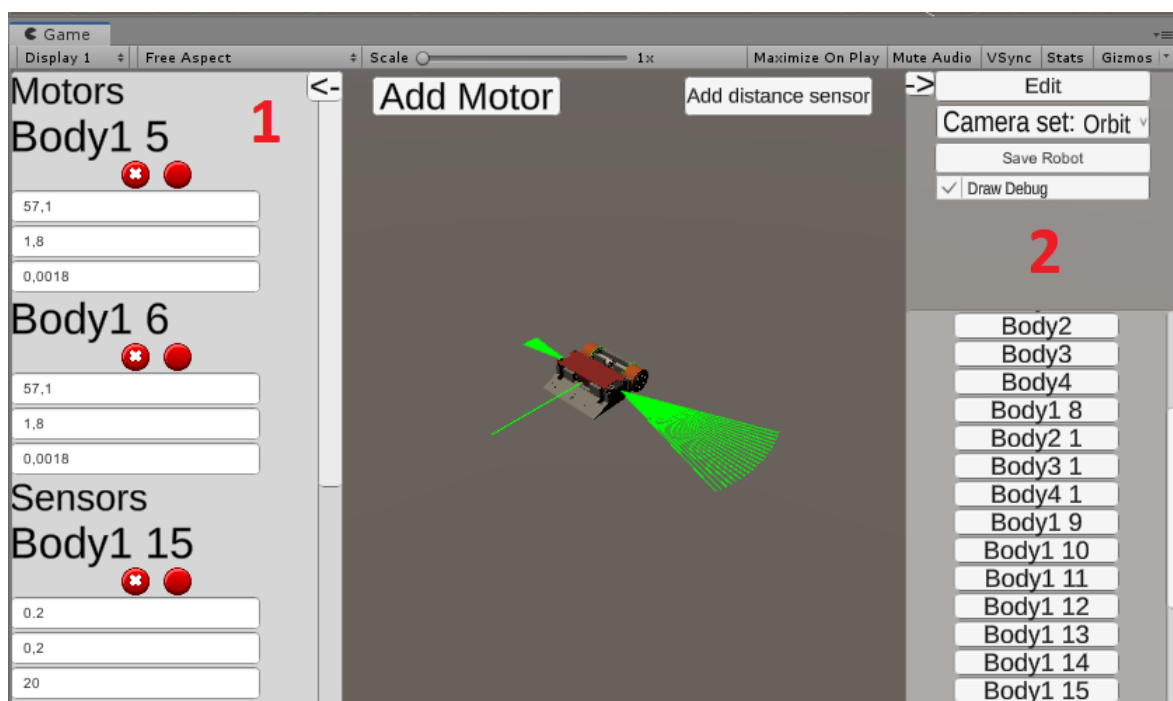 Game
Display 1 Free Aspect Scale 1x Maximize On Play Mute Audio VSync Stats Gizmos
Motors
Body1 5
57,1
1,8
0,0018
Body1 6
57,1
1,8
0,0018
Sensors
Body1 15
0.2
0,2
20
1
<-
Add Motor
Add distance sensor
->
Edit
Camera set: Orbit
Save Robot
Draw Debug
2
Body2
Body3
Body4
Body1 8
Body2 1
Body3 1
Body4 1
Body1 9
Body1 10
Body1 11
Body1 12
Body1 13
Body1 14
Body1 15